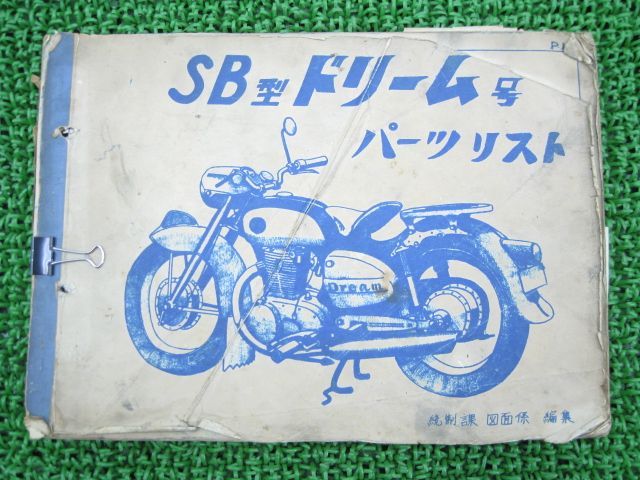 P.1
SB型 ドリーム号
パーツリスト
Dream
統制課 図面係 編集